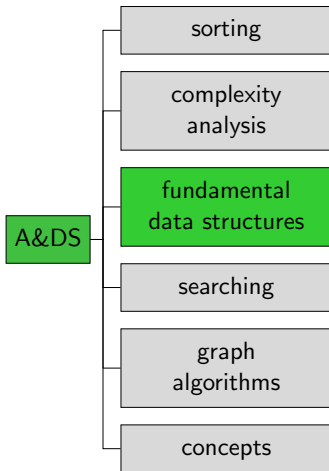 sorting
complexity
analysis
fundamental
data structures
A&DS
searching
graph
algorithms
concepts